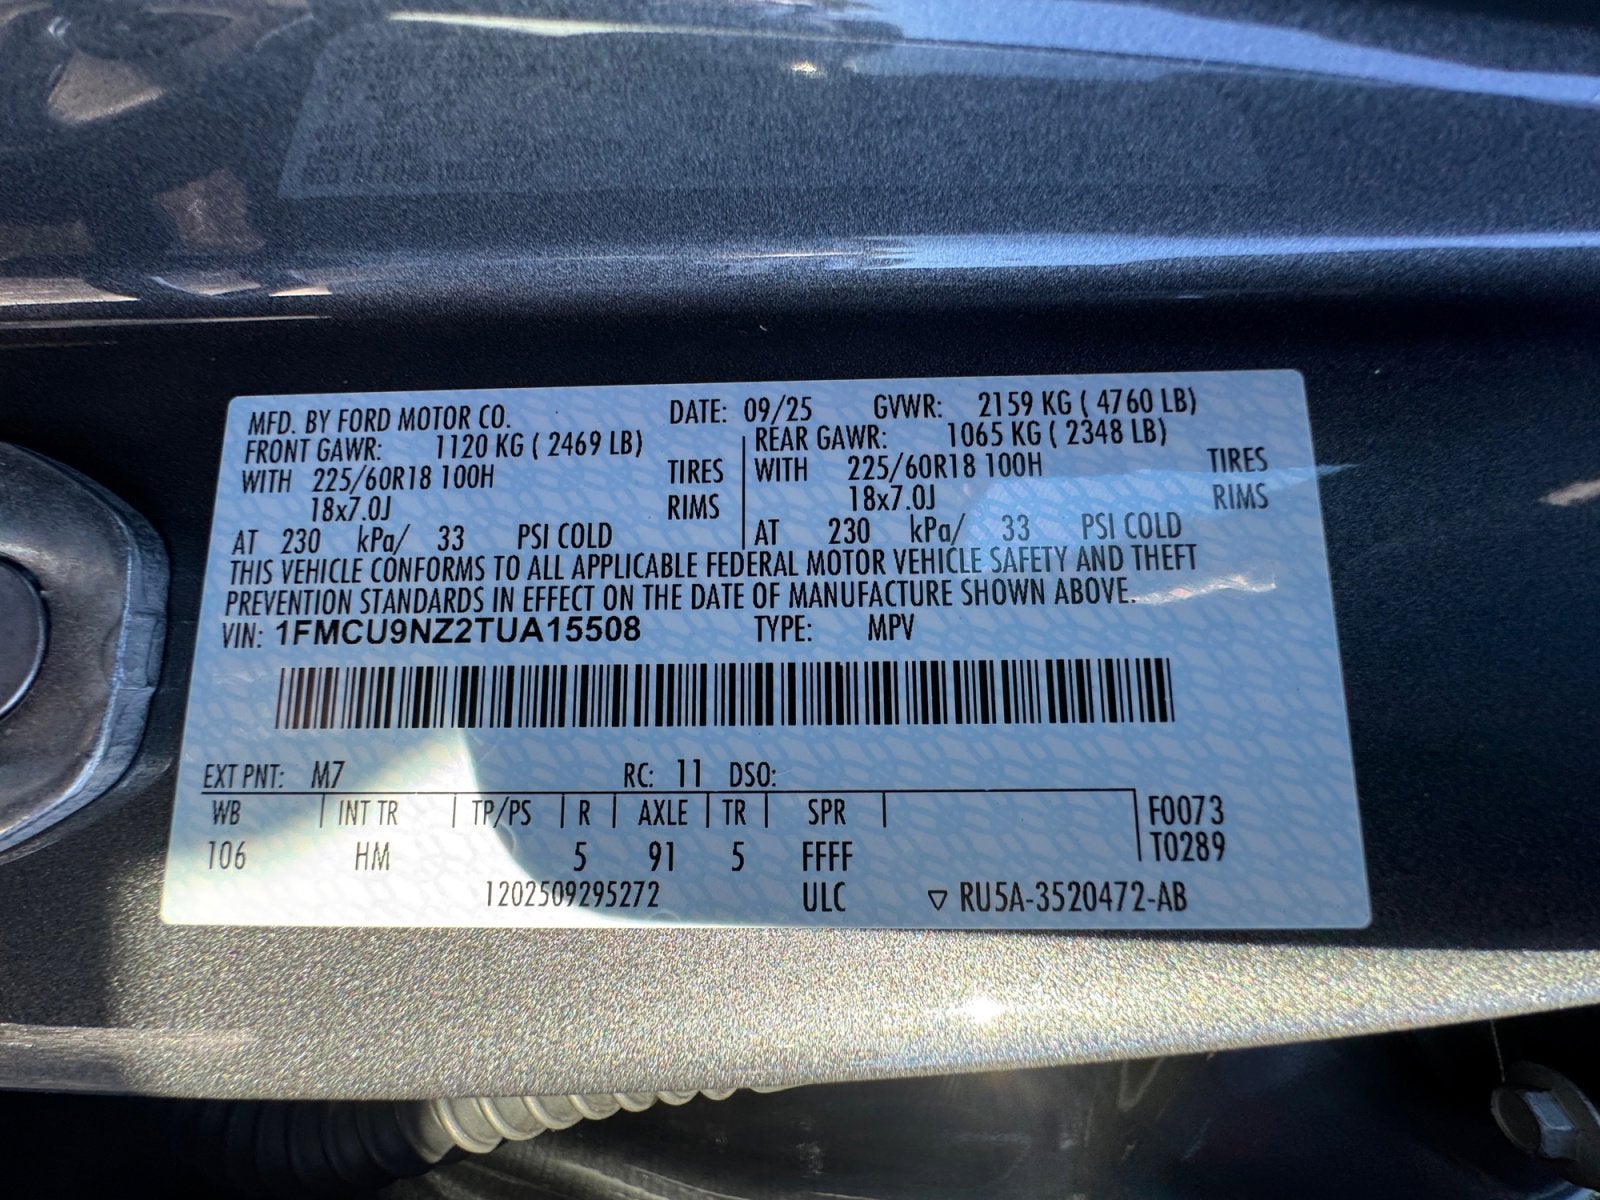 MFD. BY FORD MOTOR CO. DATE: 09/25 GVWR: 2159 KG ( 4760 LB)
FRONT GAWR: 1120 KG ( 2469 LB) REAR GAWR: 1065 KG ( 2348 LB)
WITH 225/60R18 100H TIRES WITH 225/60R18 100H TIRES
18x7.0J RIMS 18x7.0J RIMS
AT 230 kPa/ 33 PSI COLD AT 230 kPa/ 33 PSI COLD
THIS VEHICLE CONFORMS TO ALL APPLICABLE FEDERAL MOTOR VEHICLE SAFETY AND THEFT
PREVENTION STANDARDS IN EFFECT ON THE DATE OF MANUFACTURE SHOWN ABOVE.
VIN: 1FMCU9NZ2TUA15508 TYPE: MPV
EXT PNT: M7 RC: 11 DSO:
WB INT TR TP/PS R AXLE TR SPR F0073
106 HM 5 91 5 FFFF T0289
1202509295272 ULC ▽ RU5A-3520472-AB